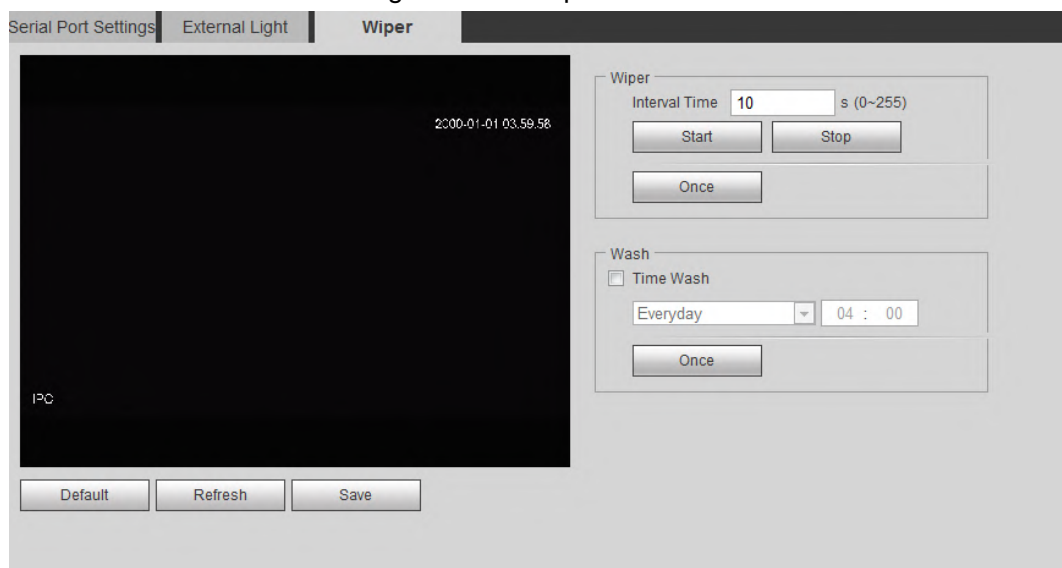 Serial Port Settings External Light Wiper
2000-01-01 03:59:58
IPC
Default Refresh Save
Wiper
Interval Time 10 s (0~255)
Start Stop
Once
Wash
Time Wash
Everyday 04 : 00
Once